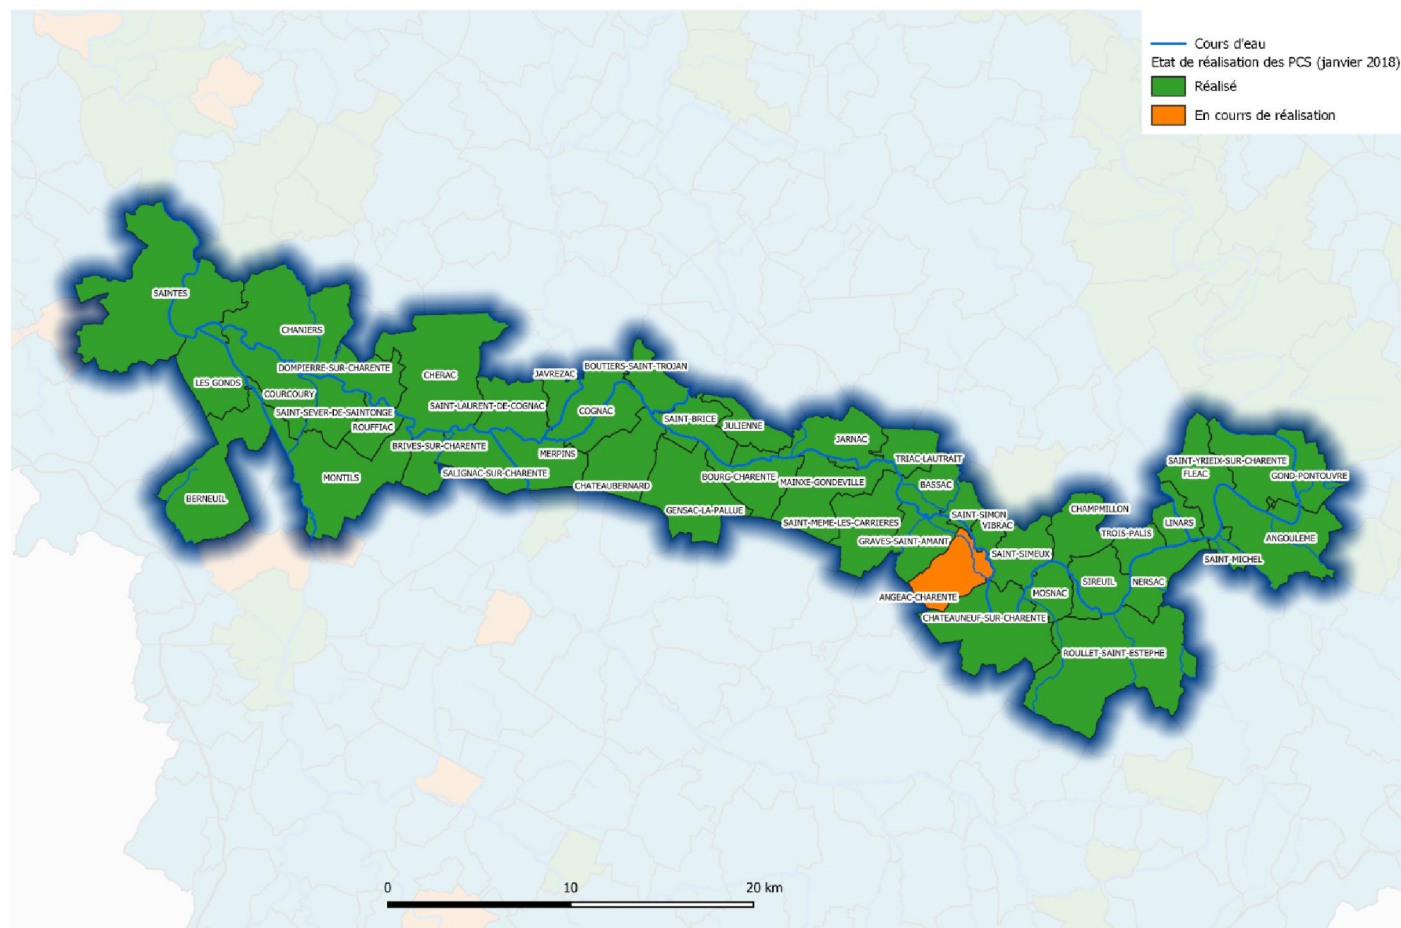 Cours d'eau
Etat de réalisation des PCS (janvier 2018)
Réalisé
En courrs de réalisation
SAINTES
CHANIERS
BOUTIERS-SAINT-TROJAN
DOMPIERRE-SUR-CHARENTE
CHERAC
JAVREZAC
LES GONDS
COURCOURY
SAINT-LAURENT-DE-COGNAC
COGNAC
SAINT-SEVER-DE-SAINTONGE
SAINT-BRICE
JULIENNE
ROUFFIAC
JARNAC
BRIVES-SUR-CHARENTE
MERPINS
TRIAC-LAUTRAIT
SAINT-YRIEIX-SUR-CHARENTE
FLEAC
GOND-PONTOUVRE
MONTILS
SALIGNAC-SUR-CHARENTE
BOURG-CHARENTE
MAINXE-GONDEVILLE
BASSAC
CHATEAUBERNARD
BERNEUIL
GENSAC-LA-PALLUE
CHAMPMILLON
SAINT-SIMON
SAINT-MEME-LES-CARRIERES
VIBRAC
LINARS
TROIS-PALIS
ANGOULEME
GRAVES-SAINT-AMANT
SAINT-SIMEUX
SAINT-MICHEL
SIREUIL
NERSAC
MOSNAC
ANGEAC-CHARENTE
CHATEAUNEUF-SUR-CHARENTE
ROULLET-SAINT-ESTEPHE
0 10 20 km